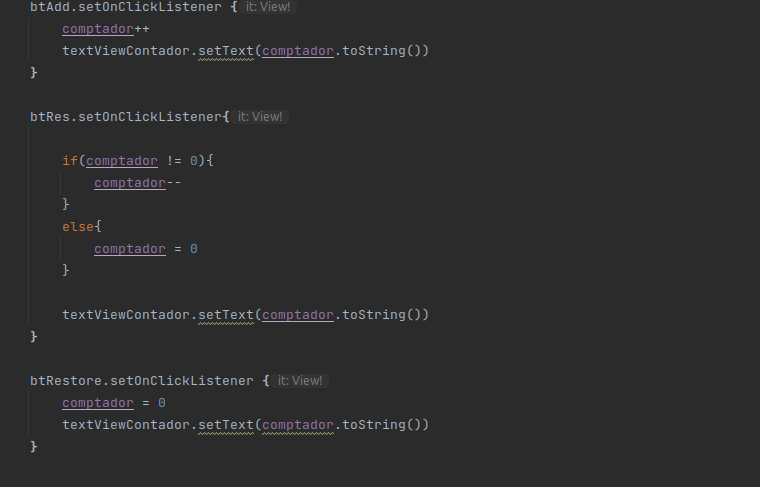 btAdd.setOnClickListener { it: View!
comptador++
textViewContador.setText(comptador.toString())
}
btRes.setOnClickListener{ it: View!
if(comptador != 0){
comptador--
}
else{
comptador = 0
}
textViewContador.setText(comptador.toString())
}
btRestore.setOnClickListener { it: View!
comptador = 0
textViewContador.setText(comptador.toString())
}